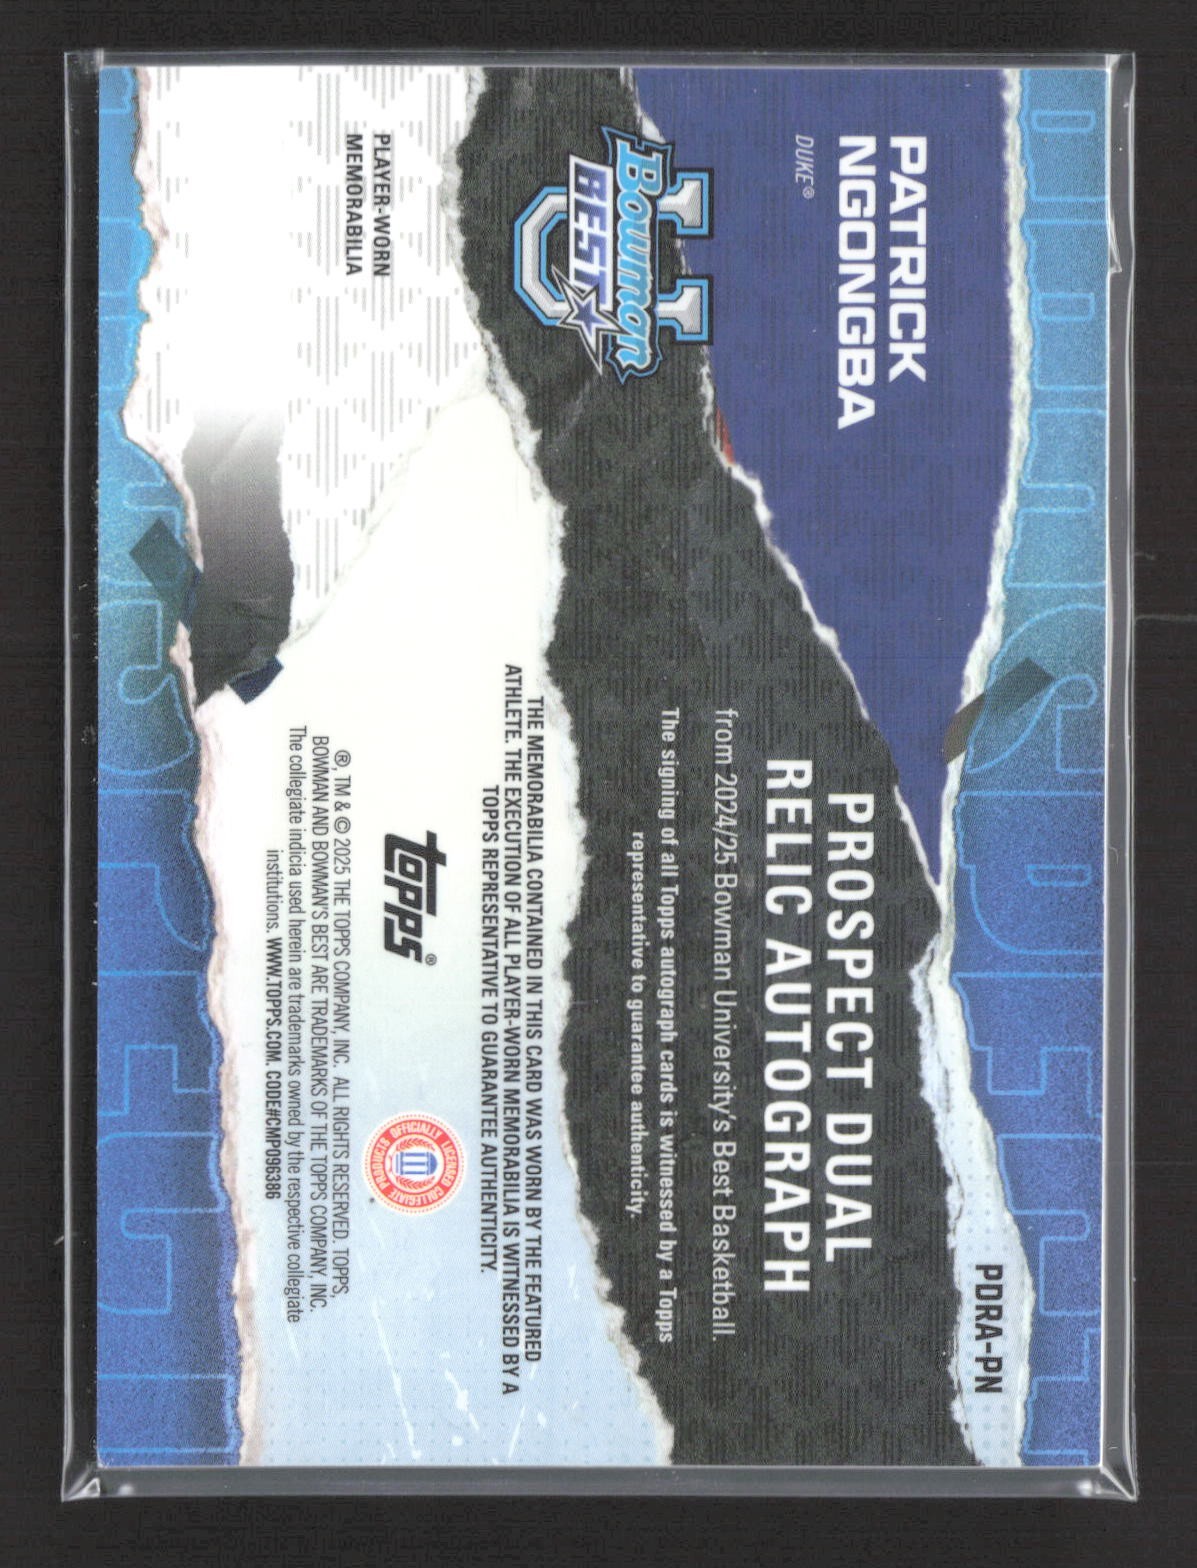 PATRICK
NGONGBA
DUKE®
Bowman
BEST
U
PLAYER-WORN
MEMORABILIA
PDRA-PN
PROSPECT DUAL
RELIC AUTOGRAPH
from 2024/25 Bowman University's Best Basketball.
The signing of all Topps autograph cards is witnessed by a Topps
representative to guarantee authenticity.
THE MEMORABILIA CONTAINED IN THIS CARD WAS WORN BY THE FEATURED
ATHLETE. THE EXECUTION OF ALL PLAYER-WORN MEMORABILIA IS WITNESSED BY A
TOPPS REPRESENTATIVE TO GUARANTEE AUTHENTICITY.
topps®
OFFICIALLY LICENSED COLLEGIATE PRODUCT
® TM & © 2025 THE TOPPS COMPANY, INC. ALL RIGHTS RESERVED. TOPPS,
BOWMAN AND BOWMAN'S BEST ARE TRADEMARKS OF THE TOPPS COMPANY, INC.
The collegiate indicia used herein are trademarks owned by the respective collegiate
institutions. WWW.TOPPS.COM. CODE#CMP096386